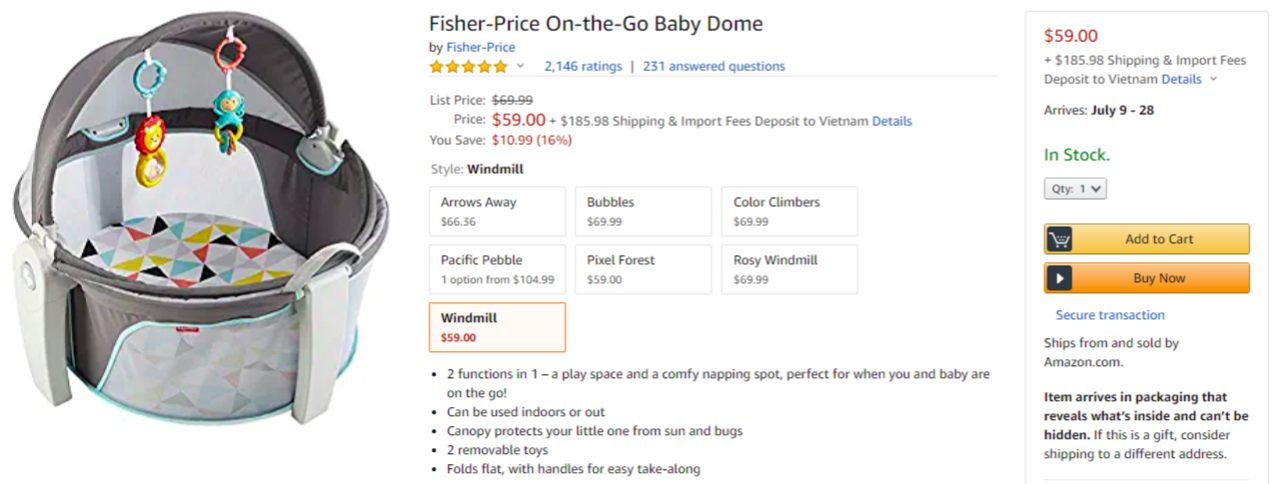 Fisher-Price On-the-Go Baby Dome
by Fisher-Price
2,146 ratings | 231 answered questions
List Price: $69.99
Price: $59.00 + $185.98 Shipping & Import Fees Deposit to Vietnam Details
You Save: $10.99 (16%)
Style: Windmill
Arrows Away
$66.36
Bubbles
$69.99
Color Climbers
$69.99
Pacific Pebble
1 option from $104.99
Pixel Forest
$59.00
Rosy Windmill
$69.99
Windmill
$59.00
• 2 functions in 1 – a play space and a comfy napping spot, perfect for when you and baby are
on the go!
• Can be used indoors or out
• Canopy protects your little one from sun and bugs
• 2 removable toys
• Folds flat, with handles for easy take-along
$59.00
+ $185.98 Shipping & Import Fees
Deposit to Vietnam Details
Arrives: July 9 - 28
In Stock.
Qty: 1
Add to Cart
Buy Now
Secure transaction
Ships from and sold by
Amazon.com.
Item arrives in packaging that
reveals what's inside and can't be
hidden. If this is a gift, consider
shipping to a different address.